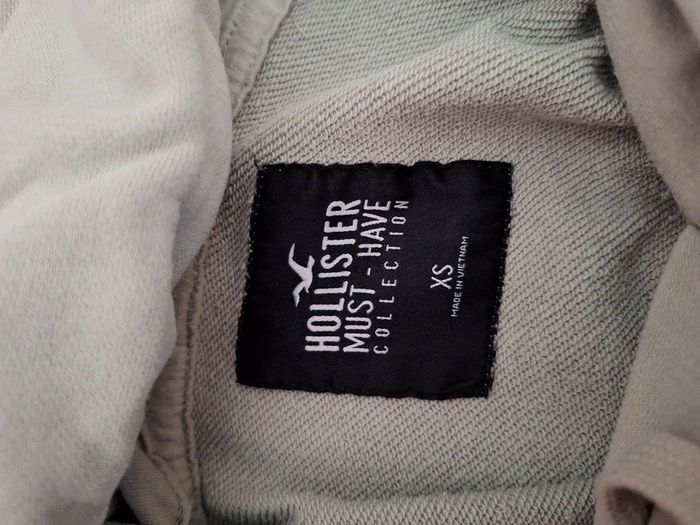 HOLLISTER
MUST-HAVE
COLLECTION
XS
MADE IN VIETNAM